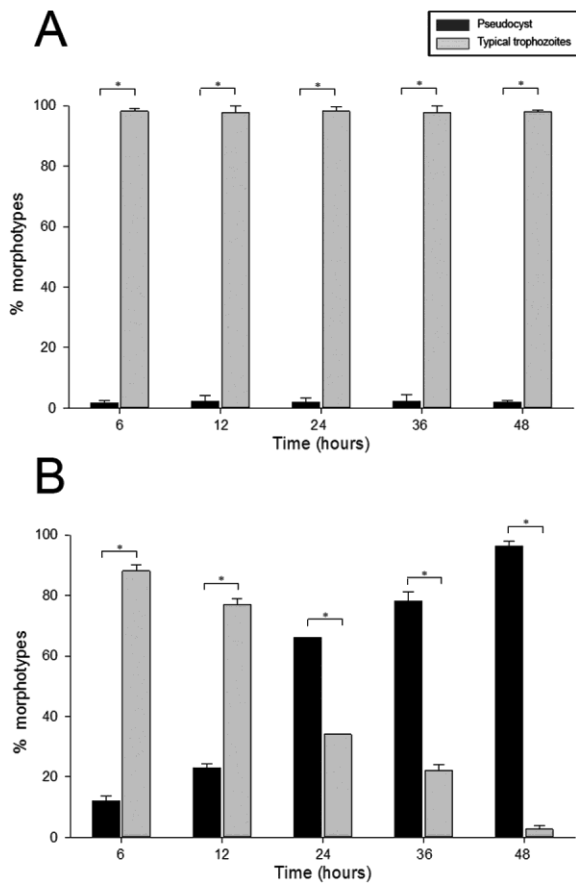 A
Pseudocyst
Typical trophozoites
* * * * *
100
80
60
40
20
0
% morphotypes
6 12 24 36 48
Time (hours)
B
* * * * *
100
80
60
40
20
0
% morphotypes
6 12 24 36 48
Time (hours)